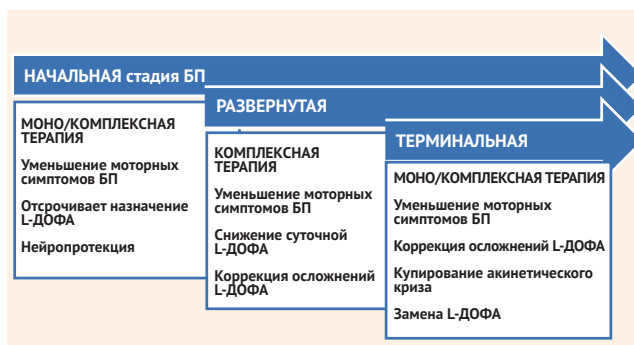 НАЧАЛЬНАЯ стадия БП
МОНО/КОМПЛЕКСНАЯ
ТЕРАПИЯ
Уменьшение моторных
симптомов БП
Отсрочивает назначение
L-ДОФА
Нейропротекция
РАЗВЕРНУТАЯ
КОМПЛЕКСНАЯ
ТЕРАПИЯ
Уменьшение моторных
симптомов БП
Снижение суточной
L-ДОФА
Коррекция осложнений
L-ДОФА
ТЕРМИНАЛЬНАЯ
МОНО/КОМПЛЕКСНАЯ ТЕРАПИЯ
Уменьшение моторных
симптомов БП
Коррекция осложнений L-ДОФА
Купирование акинетического
криза
Замена L-ДОФА